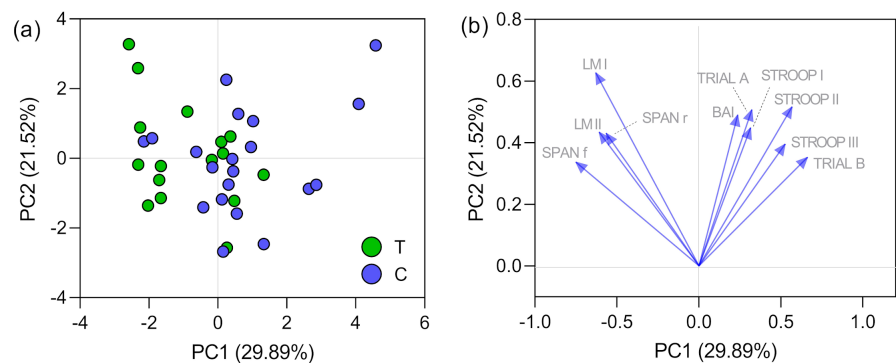 (a)
4
2
0
-2
-4
-4
-2
0
2
4
6
PC2 (21.52%)
PC1 (29.89%)
T
C
(b)
0.8
0.6
0.4
0.2
0.0
-1.0
-0.5
0.0
0.5
1.0
PC2 (21.52%)
PC1 (29.89%)
LM I
TRIAL A
STROOP I
STROOP II
BAI
SPAN r
LM II
STROOP III
SPAN f
TRIAL B